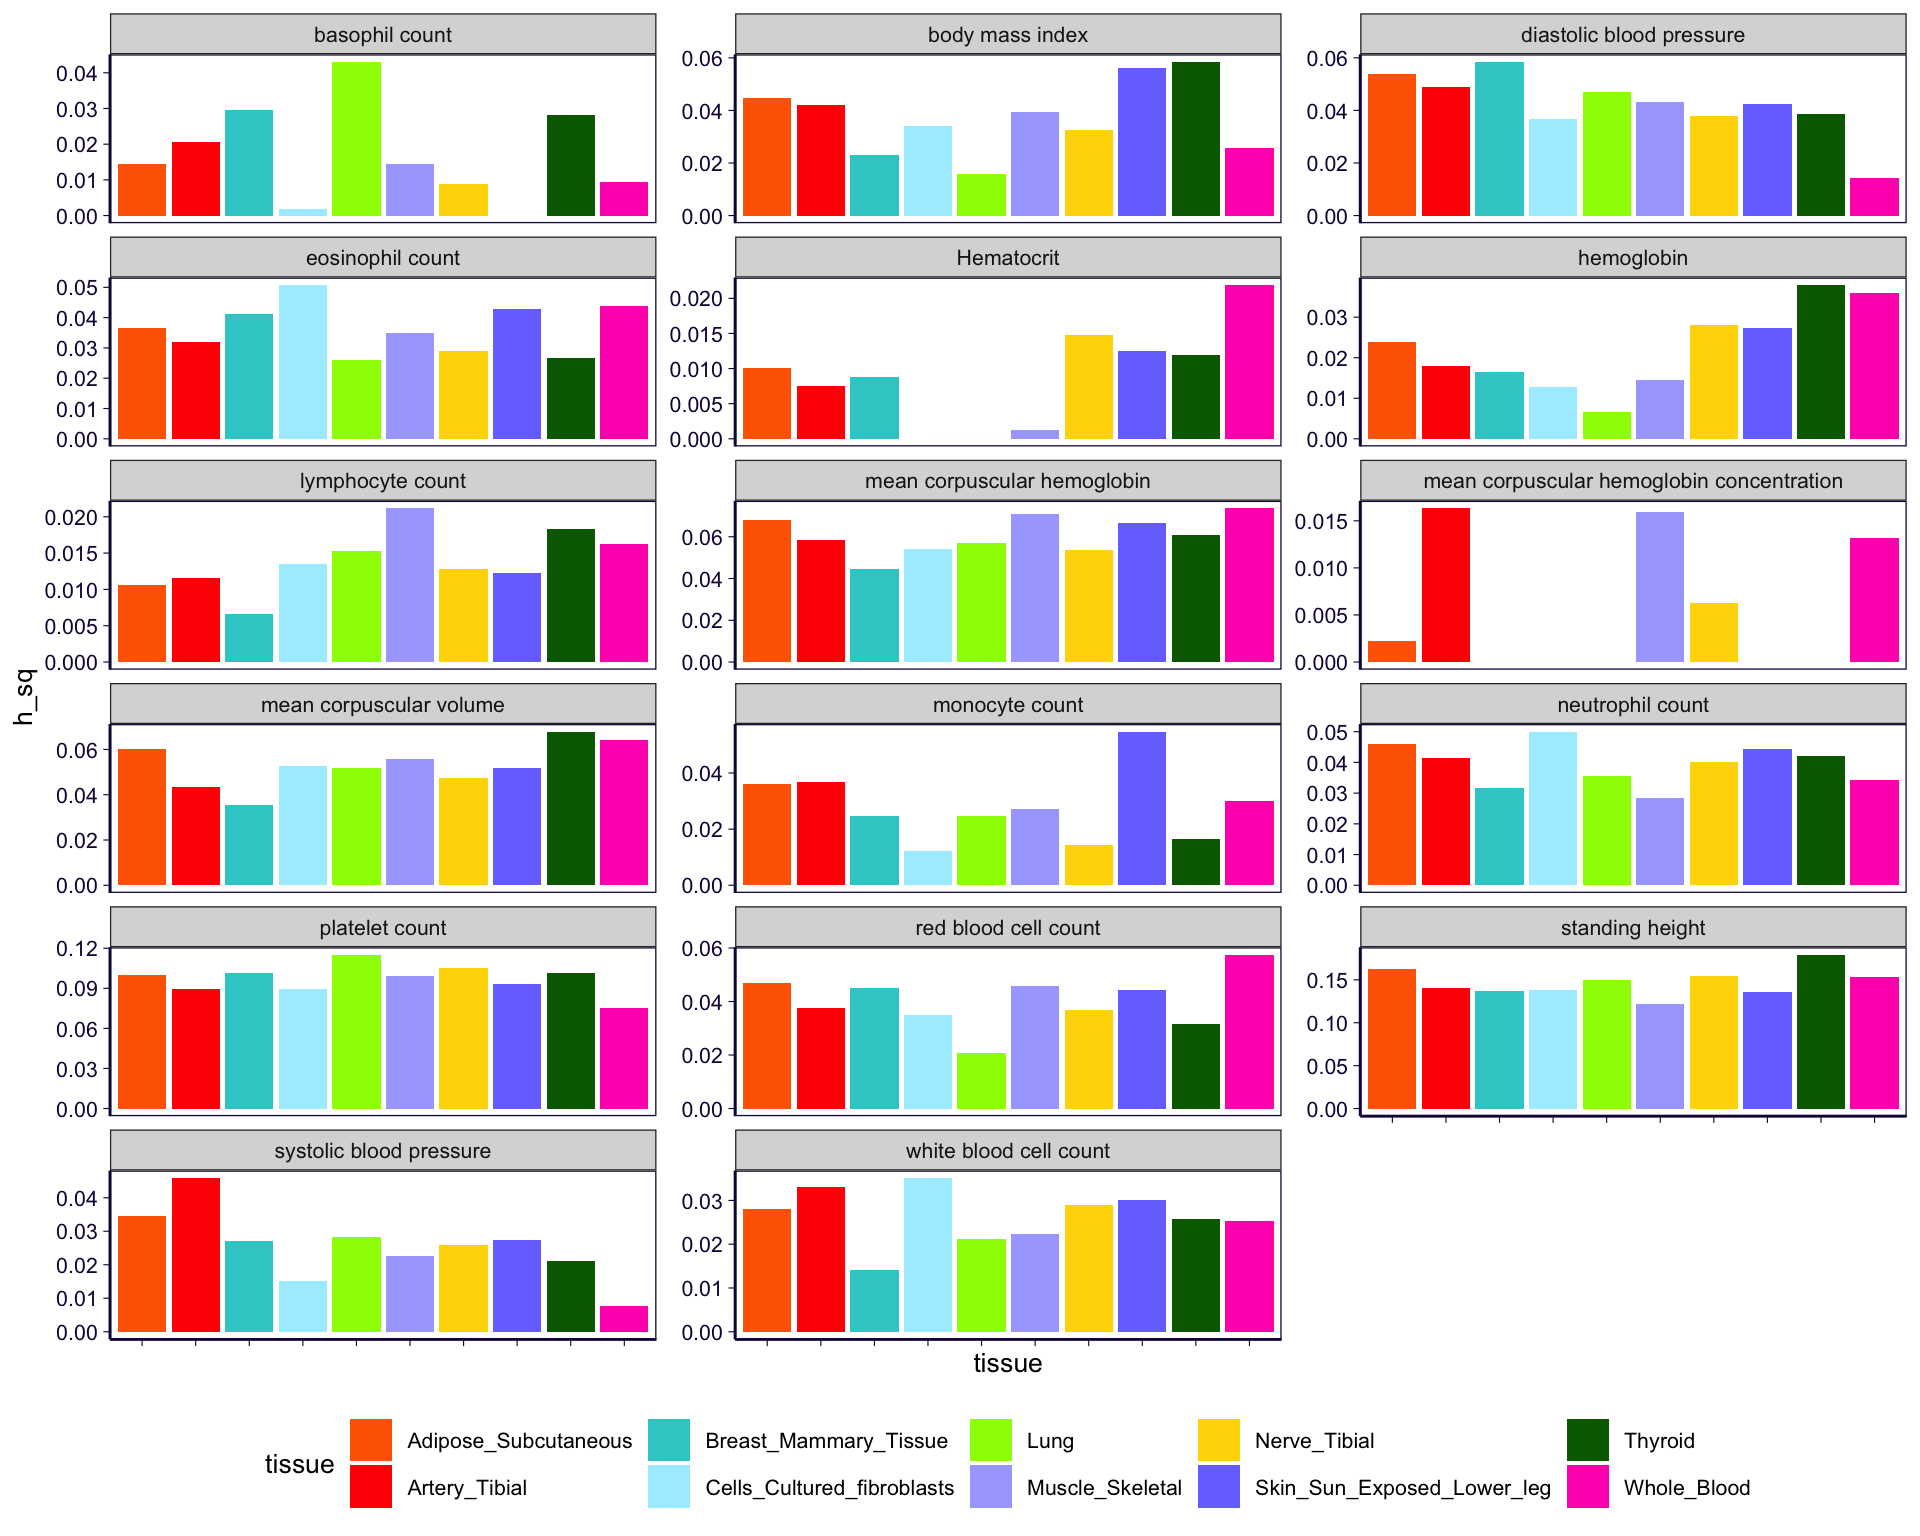 basophil count
body mass index
diastolic blood pressure
0.04
0.03
0.02
0.01
0.00
0.06
0.04
0.02
0.00
0.06
0.04
0.02
0.00
eosinophil count
Hematocrit
hemoglobin
0.05
0.04
0.03
0.02
0.01
0.00
0.020
0.015
0.010
0.005
0.000
0.03
0.02
0.01
0.00
lymphocyte count
mean corpuscular hemoglobin
mean corpuscular hemoglobin concentration
0.020
0.015
0.010
0.005
0.000
0.06
0.04
0.02
0.00
0.015
0.010
0.005
0.000
h_sq
mean corpuscular volume
monocyte count
neutrophil count
0.06
0.04
0.02
0.00
0.04
0.02
0.00
0.05
0.04
0.03
0.02
0.01
0.00
platelet count
red blood cell count
standing height
0.12
0.09
0.06
0.03
0.00
0.06
0.04
0.02
0.00
0.15
0.10
0.05
0.00
systolic blood pressure
white blood cell count
0.04
0.03
0.02
0.01
0.00
0.03
0.02
0.01
0.00
tissue
tissue
Adipose_Subcutaneous
Breast_Mammary_Tissue
Lung
Nerve_Tibial
Thyroid
Artery_Tibial
Cells_Cultured_fibroblasts
Muscle_Skeletal
Skin_Sun_Exposed_Lower_leg
Whole_Blood